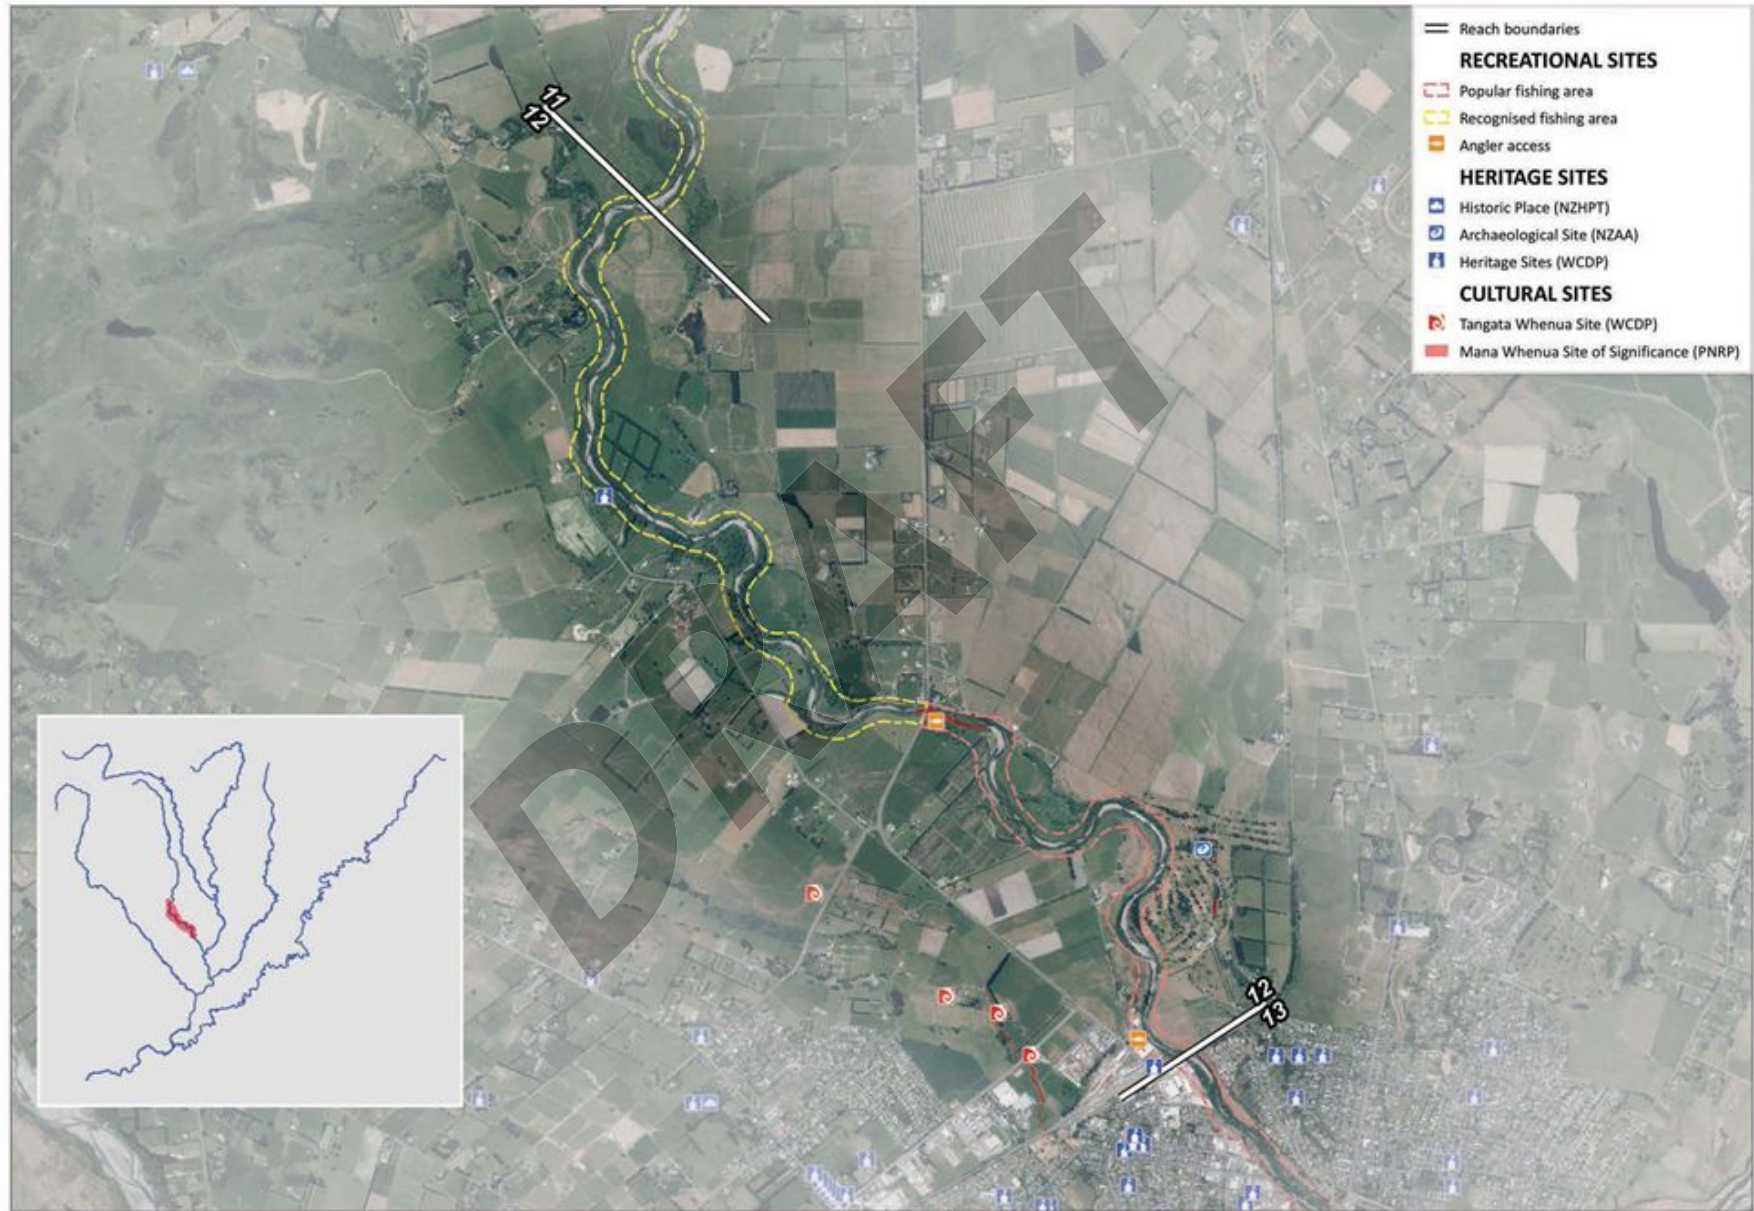 Reach boundaries
RECREATIONAL SITES
Popular fishing area
Recognised fishing area
Angler access
HERITAGE SITES
Historic Place (NZHPT)
Archaeological Site (NZAA)
Heritage Sites (WCDP)
CULTURAL SITES
Tangata Whenua Site (WCDP)
Mana Whenua Site of Significance (PNRP)
11
12
DRAFT
12
13